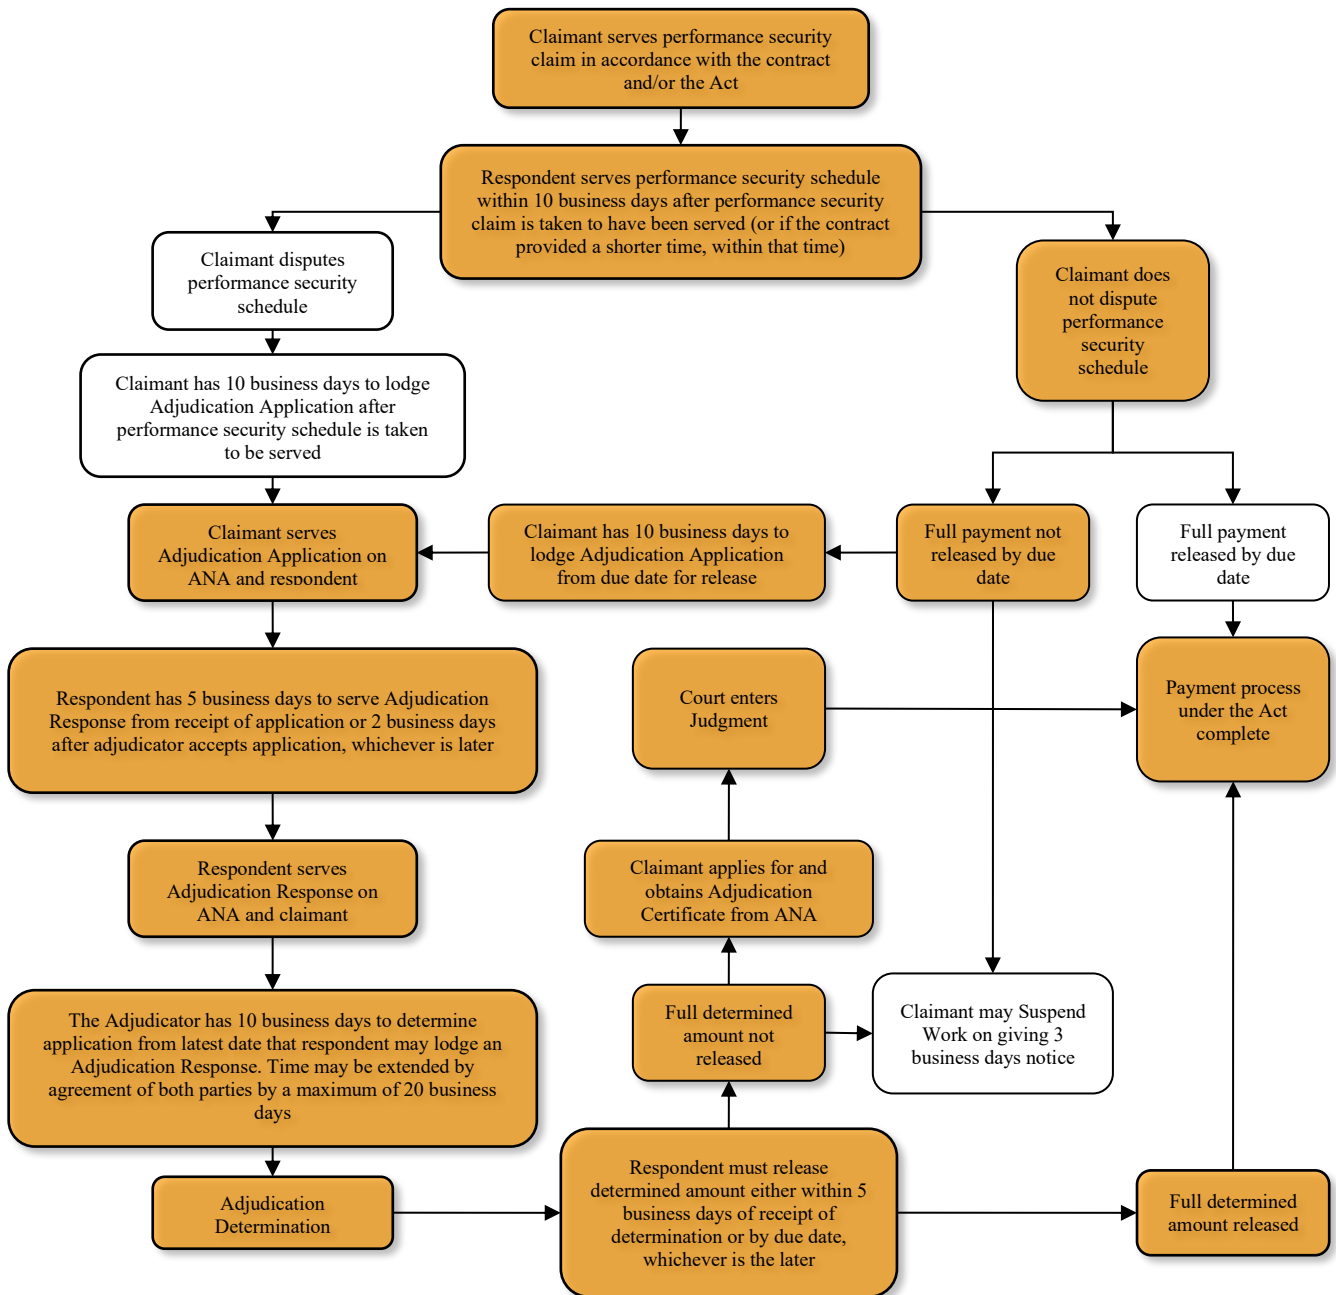 Claimant serves performance security
claim in accordance with the contract
and/or the Act
Respondent serves performance security schedule
within 10 business days after performance security
claim is taken to have been served (or if the contract
provided a shorter time, within that time)
Claimant disputes
performance security
schedule
Claimant does
not dispute
performance
security
schedule
Claimant has 10 business days to lodge
Adjudication Application after
performance security schedule is taken
to be served
Claimant serves
Adjudication Application on
ANA and respondent
Claimant has 10 business days to
lodge Adjudication Application
from due date for release
Full payment not
released by due
date
Full payment
released by due
date
Respondent has 5 business days to serve Adjudication
Response from receipt of application or 2 business days
after adjudicator accepts application, whichever is later
Court enters
Judgment
Payment process
under the Act
complete
Respondent serves
Adjudication Response on
ANA and claimant
Claimant applies for and
obtains Adjudication
Certificate from ANA
The Adjudicator has 10 business days to determine
application from latest date that respondent may lodge an
Adjudication Response. Time may be extended by
agreement of both parties by a maximum of 20 business
days
Full determined
amount not
released
Claimant may Suspend
Work on giving 3
business days notice
Adjudication
Determination
Respondent must release
determined amount either within 5
business days of receipt of
determination or by due date,
whichever is the later
Full determined
amount released